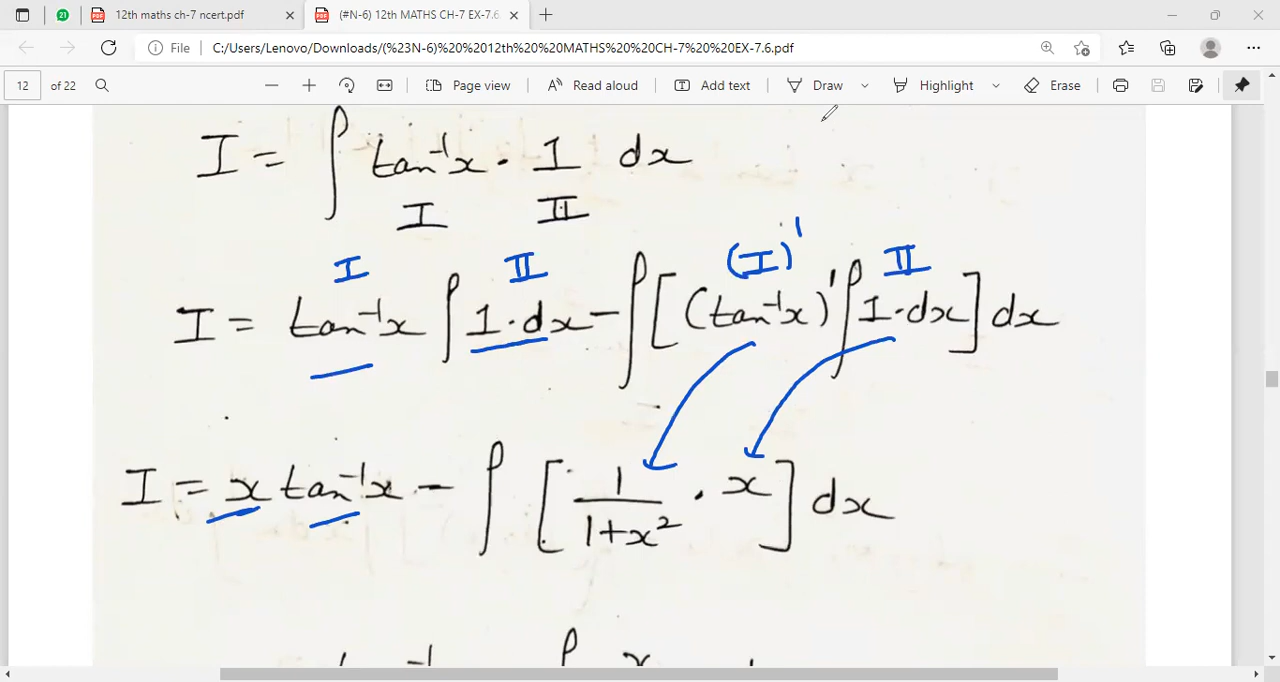 12th maths ch-7 ncert.pdf
(#N-6) 12th MATHS CH-7 EX-7.6.
File C:/Users/Lenovo/Downloads/(%23N-6)%20%2012th%20%20MATHS%20%20CH-7%20%20EX-7.6.pdf
12 of 22 Page view Read aloud Add text Draw Highlight Erase
I = ∫ tan⁻¹x · 1 dx
I II
I II (I)' II
I = tan⁻¹x ∫ 1·dx - ∫ [(tan⁻¹x)' ∫ 1·dx] dx
I = x tan⁻¹x - ∫ [1/(1+x²) · x] dx